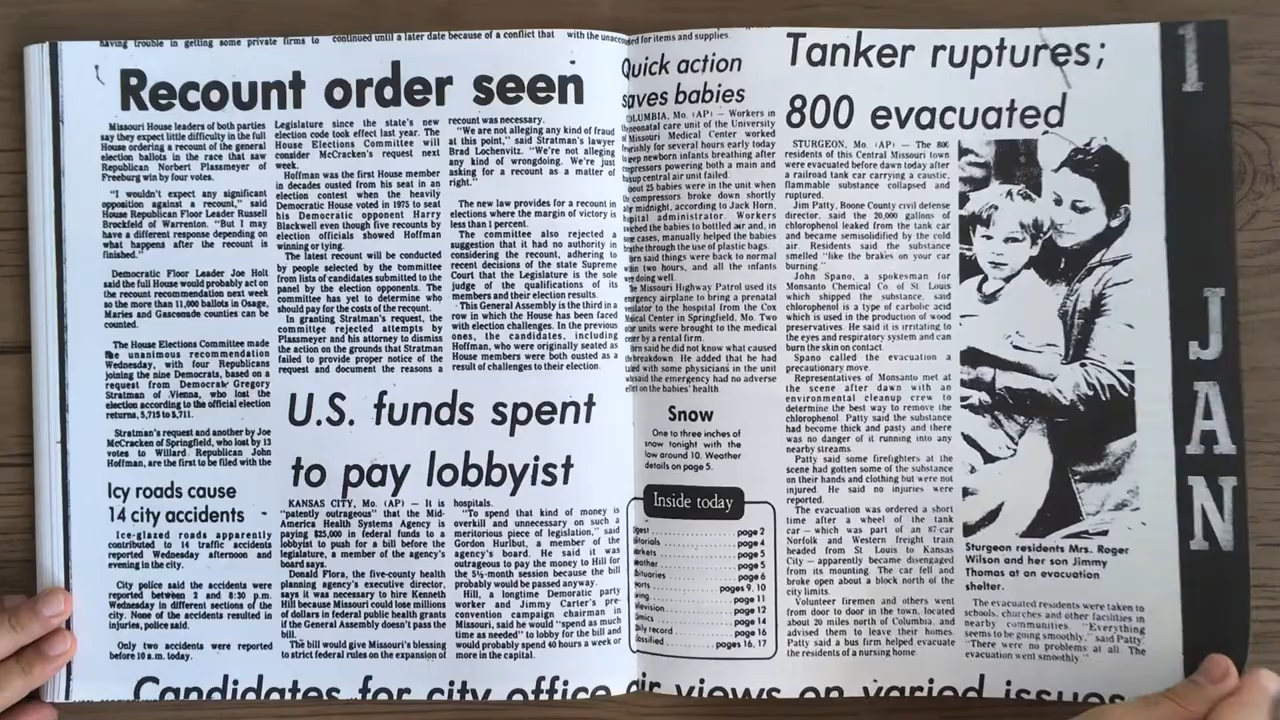 having trouble in getting some private firms to
continued until a later date because of a conflict that
with the unaccounted for items and supplies.
Recount order seen
Missouri House leaders of both parties
say they expect little difficulty in the full
House ordering a recount of the general
election ballots in the race that saw
Republican Norbert Plassmeyer of
Freeburg win by four votes.
"I wouldn't expect any significant
opposition against a recount," said
House Republican Floor Leader Russell
Brockfeld of Warrenton. "But I may
have a different response depending on
what happens after the recount is
finished."
Democratic Floor Leader Joe Holt
said the full House would probably act on
the recount recommendation next week
so the more than 11,000 ballots in Osage,
Maries and Gasconade counties can be
counted.
The House Elections Committee made
the unanimous recommendation
Wednesday, with four Republicans
joining the nine Democrats, based on a
request from Democrat Gregory
Stratman of Vienna, who lost the
election according to the official election
returns, 5,715 to 5,711.
Stratman's request and another by Joe
McCracken of Springfield, who lost by 13
votes to Willard Republican John
Hoffman, are the first to be filed with the
Legislature since the state's new
election code took effect last year. The
House Elections Committee will
consider McCracken's request next
week.
Hoffman was the first House member
in decades ousted from his seat in an
election contest when the heavily
Democratic House voted in 1975 to seat
his Democratic opponent Harry
Blackwell even though five recounts by
election officials showed Hoffman
winning or tying.
The latest recount will be conducted
by people selected by the committee
from lists of candidates submitted to the
panel by the election opponents. The
committee has yet to determine who
should pay for the costs of the recount.
In granting Stratman's request, the
committee rejected attempts by
Plassmeyer and his attorney to dismiss
the action on the grounds that Stratman
failed to provide proper notice of the
request and document the reasons a
recount was necessary.
"We are not alleging any kind of fraud
at this point," said Stratman's lawyer
Brad Lochenvitz. "We're not alleging
any kind of wrongdoing. We're just
asking for a recount as a matter of
right."
The new law provides for a recount in
elections where the margin of victory is
less than 1 percent.
The committee also rejected a
suggestion that it had no authority in
considering the recount, adhering to
recent decisions of the state Supreme
Court that the Legislature is the sole
judge of the qualifications of its
members and their election results.
This General Assembly is the third in a
row in which the House has been faced
with election challenges. In the previous
ones, the candidates, including
Hoffman, who were originally seated as
House members were both ousted as a
result of challenges to their election.
Icy roads cause
14 city accidents
Ice-glazed roads apparently
contributed to 14 traffic accidents
reported Wednesday afternoon and
evening in the city.
City police said the accidents were
reported between 2 and 8:30 p.m.
Wednesday in different sections of the
city. None of the accidents resulted in
injuries, police said.
Only two accidents were reported
before 10 a.m. today.
U.S. funds spent
to pay lobbyist
KANSAS CITY, Mo. (AP) — It is
"patently outrageous" that the Mid-
America Health Systems Agency is
paying $25,000 in federal funds to a
lobbyist to push for a bill before the
legislature, a member of the agency's
board says.
Donald Flora, the five-county health
planning agency's executive director,
says it was necessary to hire Kenneth
Hill because Missouri could lose millions
of dollars in federal public health grants
if the General Assembly doesn't pass the
bill.
The bill would give Missouri's blessing
to strict federal rules on the expansion of
hospitals.
"To spend that kind of money is
overkill and unnecessary on such a
meritorious piece of legislation," said
Gordon Hurlbut, a member of the
agency's board. He said it was
outrageous to pay the money to Hill for
the 5½-month session because the bill
probably would be passed anyway.
Hill, a longtime Democratic party
worker and Jimmy Carter's pre-
convention campaign chairman in
Missouri, said he would "spend as much
time as needed" to lobby for the bill and
would probably spend 40 hours a week or
more in the capital.
Quick action
saves babies
COLUMBIA, Mo. (AP) — Workers in
neonatal care unit of the University
Missouri Medical Center worked
for several hours early today
keep newborn infants breathing after
compressors powering both a main and
backup central air unit failed.
About 25 babies were in the unit when
the compressors broke down shortly
midnight, according to Jack Horn,
hospital administrator. Workers
switched the babies to bottled air and, in
some cases, manually helped the babies
breathe through the use of plastic bags.
Horn said things were back to normal
within two hours, and all the infants
were doing well.
The Missouri Highway Patrol used its
emergency airplane to bring a prenatal
to the hospital from the Cox
Medical Center in Springfield, Mo. Two
units were brought to the medical
center by a rental firm.
Horn said he did not know what caused
the breakdown. He added that he had
with some physicians in the unit
said the emergency had no adverse
effect on the babies' health
Snow
One to three inches of
snow tonight with the
low around 10. Weather
details on page 5.
Inside today
page 2
page 4
page 5
page 5
page 6
pages 9, 10
page 11
page 12
page 14
page 16
pages 16, 17
Tanker ruptures;
800 evacuated
STURGEON, Mo. (AP) — The 800
residents of this Central Missouri town
were evacuated before dawn today after
a railroad tank car carrying a caustic,
flammable substance collapsed and
ruptured.
Jim Patty, Boone County civil defense
director, said the 20,000 gallons of
chlorophenol leaked from the tank car
and became semisolidified by the cold
air. Residents said the substance
smelled "like the brakes on your car
burning."
John Spano, a spokesman for
Monsanto Chemical Co. of St. Louis
which shipped the substance, said
chlorophenol is a type of carbolic acid
which is used in the production of wood
preservatives. He said it is irritating to
the eyes and respiratory system and can
burn the skin on contact.
Spano called the evacuation a
precautionary move.
Representatives of Monsanto met at
the scene after dawn with an
environmental cleanup crew to
determine the best way to remove the
chlorophenol. Patty said the substance
had become thick and pasty and there
was no danger of it running into any
nearby streams.
Patty said some firefighters at the
scene had gotten some of the substance
on their hands and clothing but were not
injured. He said no injuries were
reported.
The evacuation was ordered a short
time after a wheel of the tank
car — which was part of an 87-car
Norfolk and Western freight train
headed from St. Louis to Kansas
City — apparently became disengaged
from its mounting. The car fell and
broke open about a block north of the
city limits.
Volunteer firemen and others went
from door to door in the town, located
about 20 miles north of Columbia, and
advised them to leave their homes.
Patty said a bus firm helped evacuate
the residents of a nursing home.
Sturgeon residents Mrs. Roger
Wilson and her son Jimmy
Thomas at an evacuation
shelter.
The evacuated residents were taken to
schools, churches and other facilities in
nearby communities. "Everything
seems to be going smoothly," said Patty.
"There were no problems at all. The
evacuation went smoothly."
1 JAN
Candidates for city office air views on varied issues